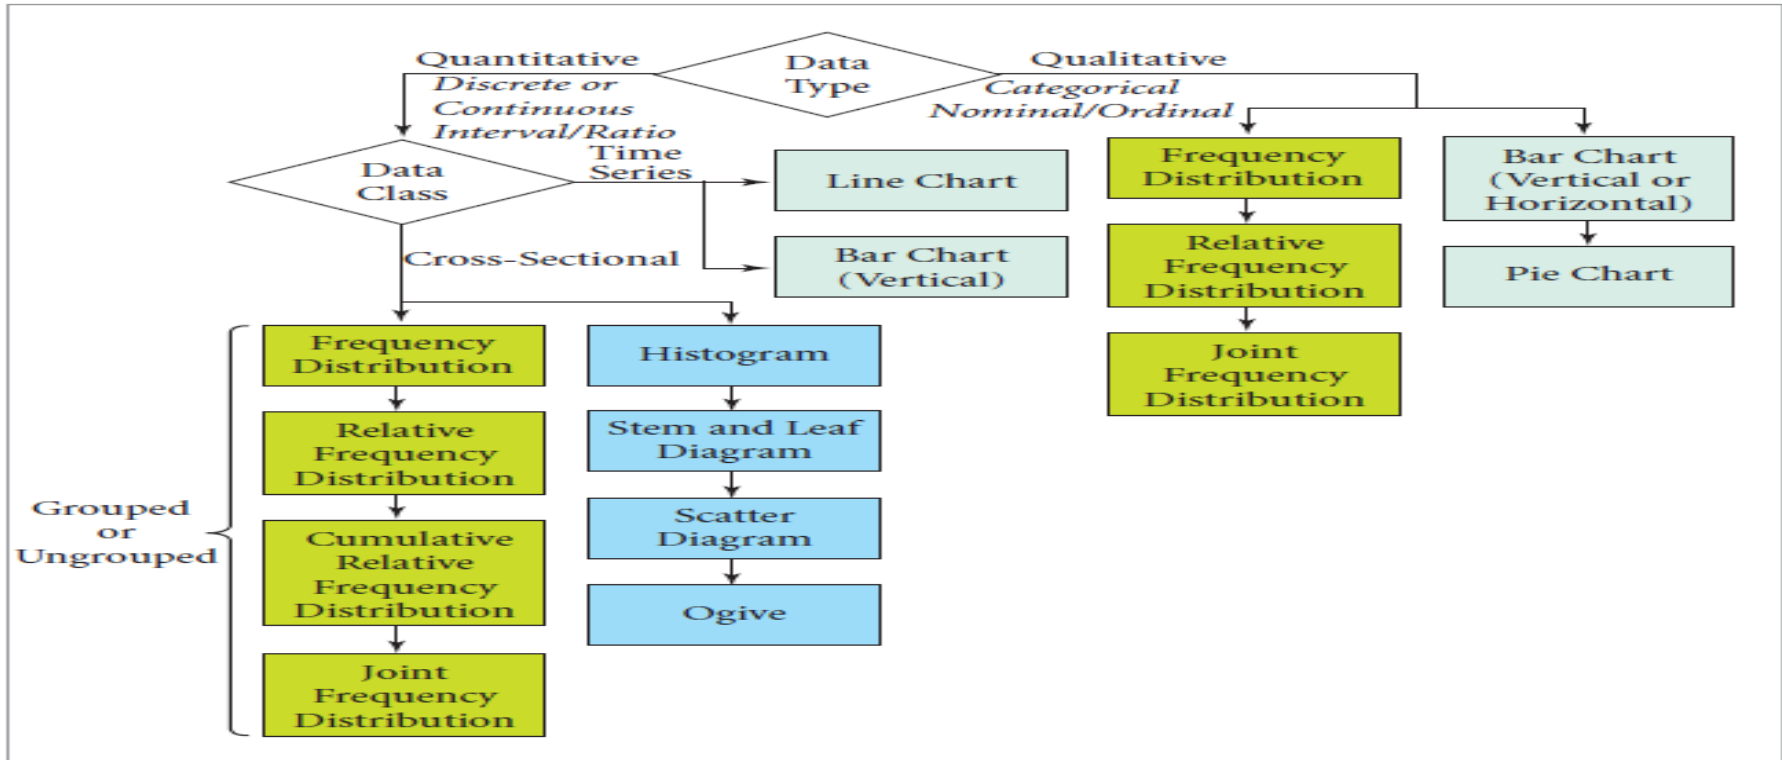 Quantitative
Discrete or
Continuous
Interval/Ratio
Data
Type
Qualitative
Categorical
Nominal/Ordinal
Data
Class
Time
Series
Line Chart
Bar Chart
(Vertical)
Cross-Sectional
Frequency
Distribution
Relative
Frequency
Distribution
Joint
Frequency
Distribution
Bar Chart
(Vertical or
Horizontal)
Pie Chart
Grouped
or
Ungrouped
Frequency
Distribution
Relative
Frequency
Distribution
Cumulative
Relative
Frequency
Distribution
Joint
Frequency
Distribution
Histogram
Stem and Leaf
Diagram
Scatter
Diagram
Ogive